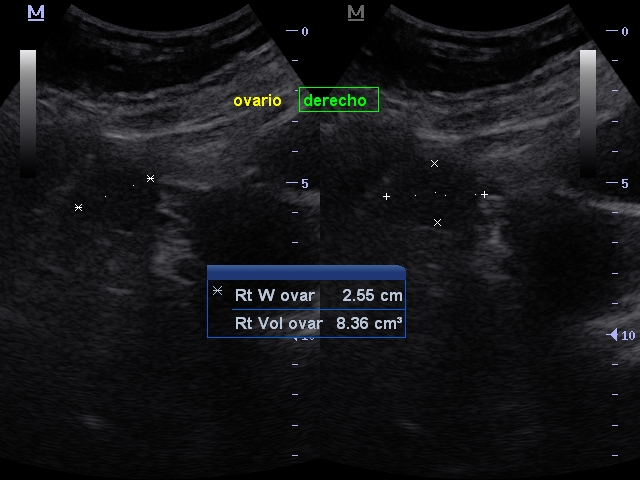 M M
0 0
ovario derecho
5 5
Rt W ovar 2.55 cm
Rt Vol ovar 8.36 cm³
10